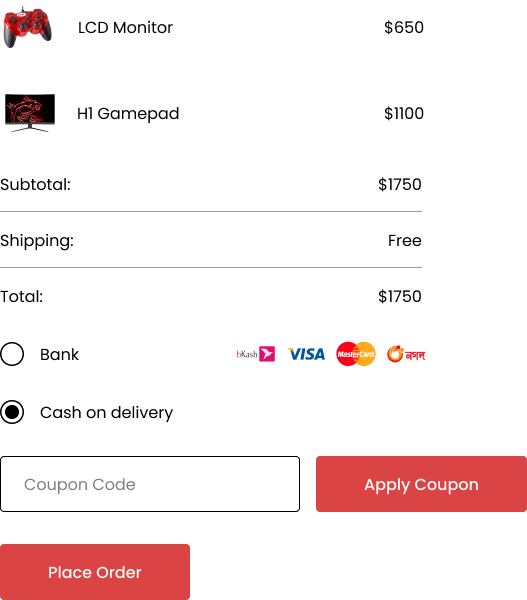 LCD Monitor $650
H1 Gamepad $1100
Subtotal: $1750
Shipping: Free
Total: $1750
Bank bKash VISA MasterCard নগদ
Cash on delivery
Coupon Code Apply Coupon
Place Order